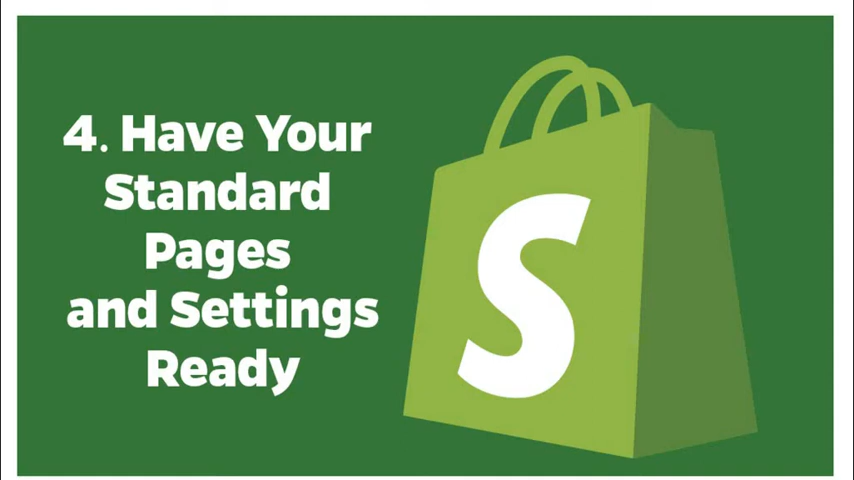 4. Have Your
Standard
Pages
and Settings
Ready
S